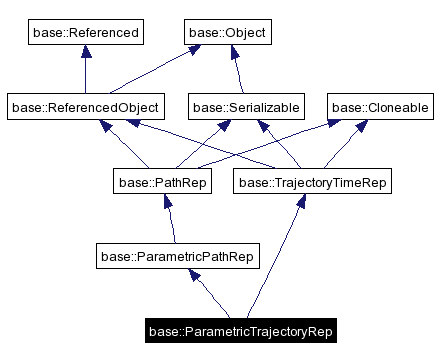 base::Referenced
base::Object
base::ReferencedObject
base::Serializable
base::Cloneable
base::PathRep
base::TrajectoryTimeRep
base::ParametricPathRep
base::ParametricTrajectoryRep